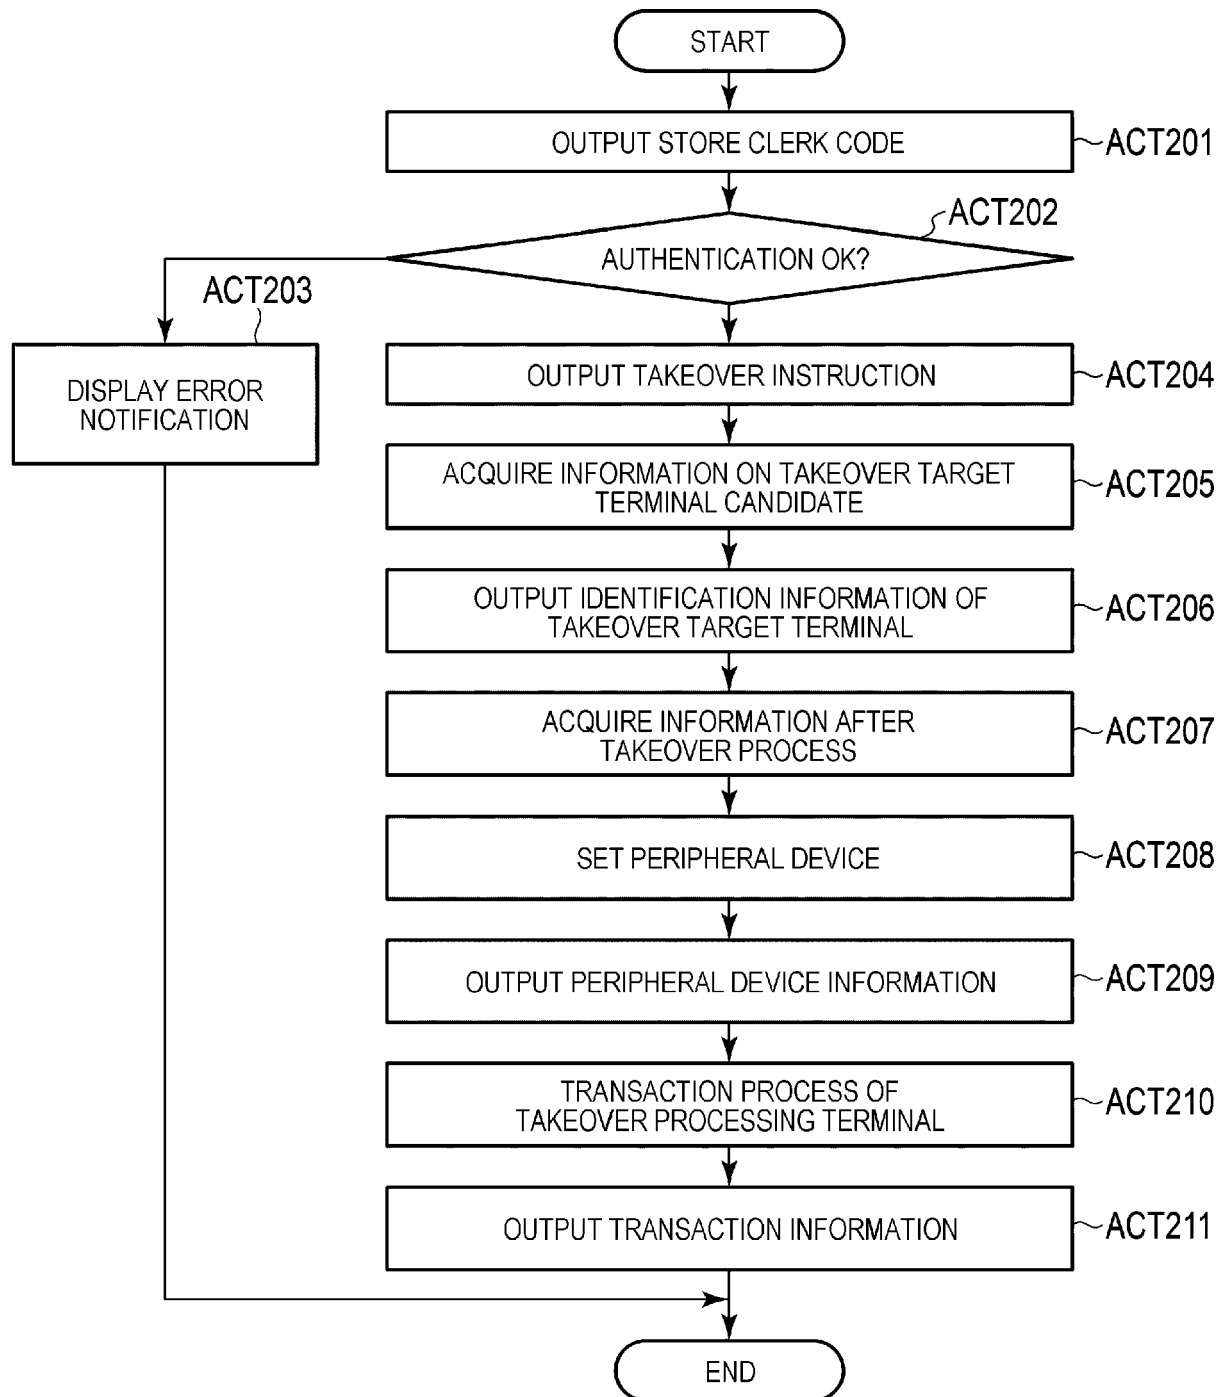 START
OUTPUT STORE CLERK CODE
ACT201
ACT202
AUTHENTICATION OK?
ACT203
DISPLAY ERROR
NOTIFICATION
OUTPUT TAKEOVER INSTRUCTION
ACT204
ACQUIRE INFORMATION ON TAKEOVER TARGET
TERMINAL CANDIDATE
ACT205
OUTPUT IDENTIFICATION INFORMATION OF
TAKEOVER TARGET TERMINAL
ACT206
ACQUIRE INFORMATION AFTER
TAKEOVER PROCESS
ACT207
SET PERIPHERAL DEVICE
ACT208
OUTPUT PERIPHERAL DEVICE INFORMATION
ACT209
TRANSACTION PROCESS OF
TAKEOVER PROCESSING TERMINAL
ACT210
OUTPUT TRANSACTION INFORMATION
ACT211
END